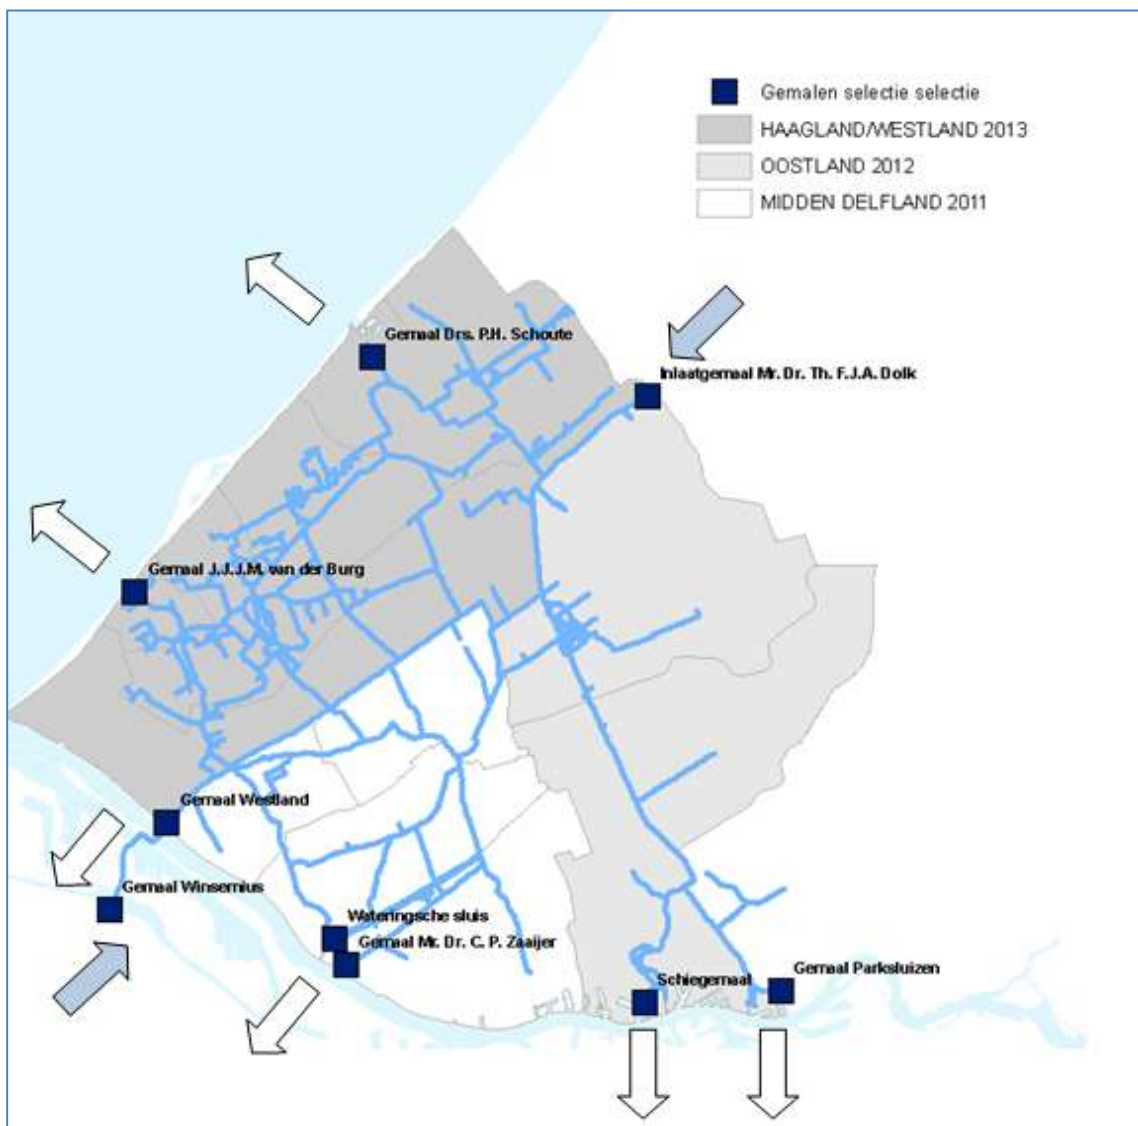 Gemalen selectie selectie
HAAGLAND/WESTLAND 2013
OOSTLAND 2012
MIDDEN DELFLAND 2011
Gemaal Drs. P.H. Schoute
Inlaatgemaal Mr. Dr. Th. F.J.A. Dolk
Gemaal J.J.J.M. van der Burg
Gemaal Westland
Gemaal Winsemius
Wateringsche sluis
Gemaal Mr. Dr. C. P. Zaaijer
Schiegemaal
Gemaal Parksluizen